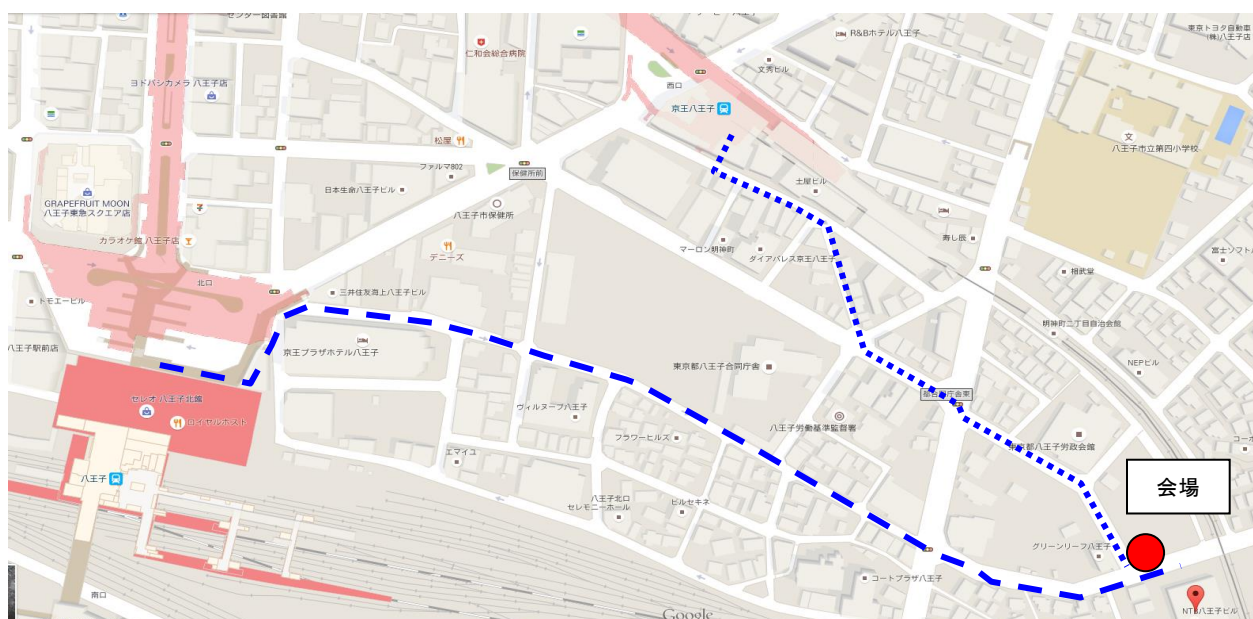 センター図書館
仁和会総合病院
R&Bホテル八王子
東京トヨタ自動車
(株)八王子店
文秀ビル
西口
ヨドバシカメラ 八王子店
京王八王子
八王子市立第四小学校
文
松屋
ファルマ802
保健所前
日本生命八王子ビル
土屋ビル
GRAPEFRUIT MOON
八王子東急スクエア店
八王子市保健所
寿し辰
カラオケ館 八王子店
デニーズ
マーロン明神町
ダイアパレス京王八王子
富士ソフト
相武堂
北口
三井住友海上八王子ビル
トモエービル
明神町二丁目自治会館
八王子駅前店
京王プラザホテル八王子
東京都八王子合同庁舎
NEPビル
セレオ 八王子北館
ロイヤルホスト
ヴィルヌーブ八王子
八王子労働基準監督署
フラワーヒルズ
東京都八王子労政会館
エマイユ
八王子
会場
八王子北口
セレモニーホール
ビルセキネ
グリーンリーフ八王子
コートプラザ八王子
南口
Google